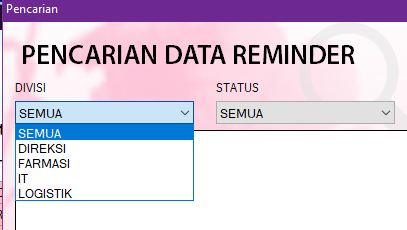 Pencarian
PENCARIAN DATA REMINDER
DIVISI
STATUS
SEMUA
SEMUA
SEMUA
DIREKSI
FARMASI
IT
LOGISTIK